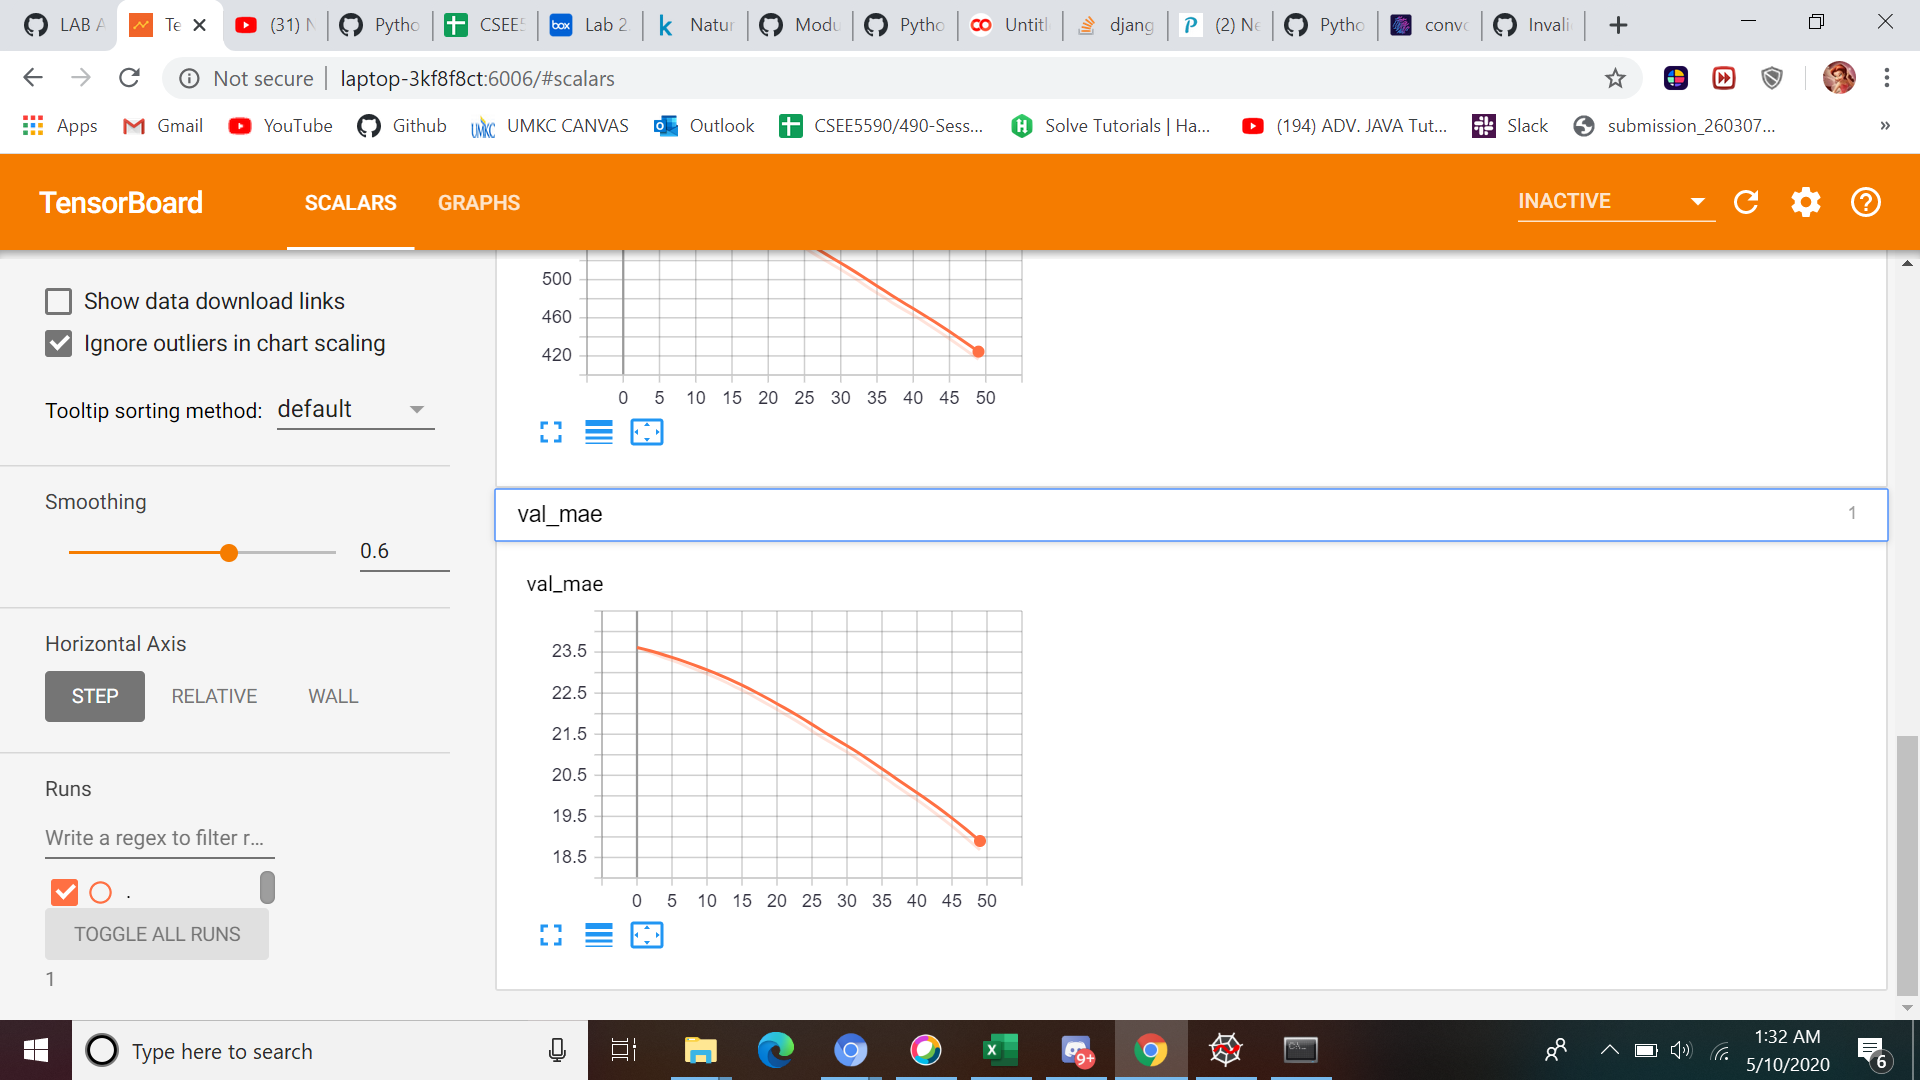 LAB A
Te
(31) N
Pytho
CSEE5
box Lab 2
k Natur
Modu
Pytho
Untitl
djang
P (2) Ne
Pytho
convo
Invalid
Not secure laptop-3kf8f8ct:6006/#scalars
Apps Gmail YouTube Github UMKC UMKC CANVAS Outlook CSEE5590/490-Sess... H Solve Tutorials | Ha... (194) ADV. JAVA Tut... Slack submission_260307... »
TensorBoard SCALARS GRAPHS INACTIVE
Show data download links
Ignore outliers in chart scaling
Tooltip sorting method: default
Smoothing
0.6
Horizontal Axis
STEP RELATIVE WALL
Runs
Write a regex to filter r...
.
TOGGLE ALL RUNS
1
500
460
420
0 5 10 15 20 25 30 35 40 45 50
val_mae 1
val_mae
23.5
22.5
21.5
20.5
19.5
18.5
0 5 10 15 20 25 30 35 40 45 50
Type here to search
9+
1:32 AM
5/10/2020
6